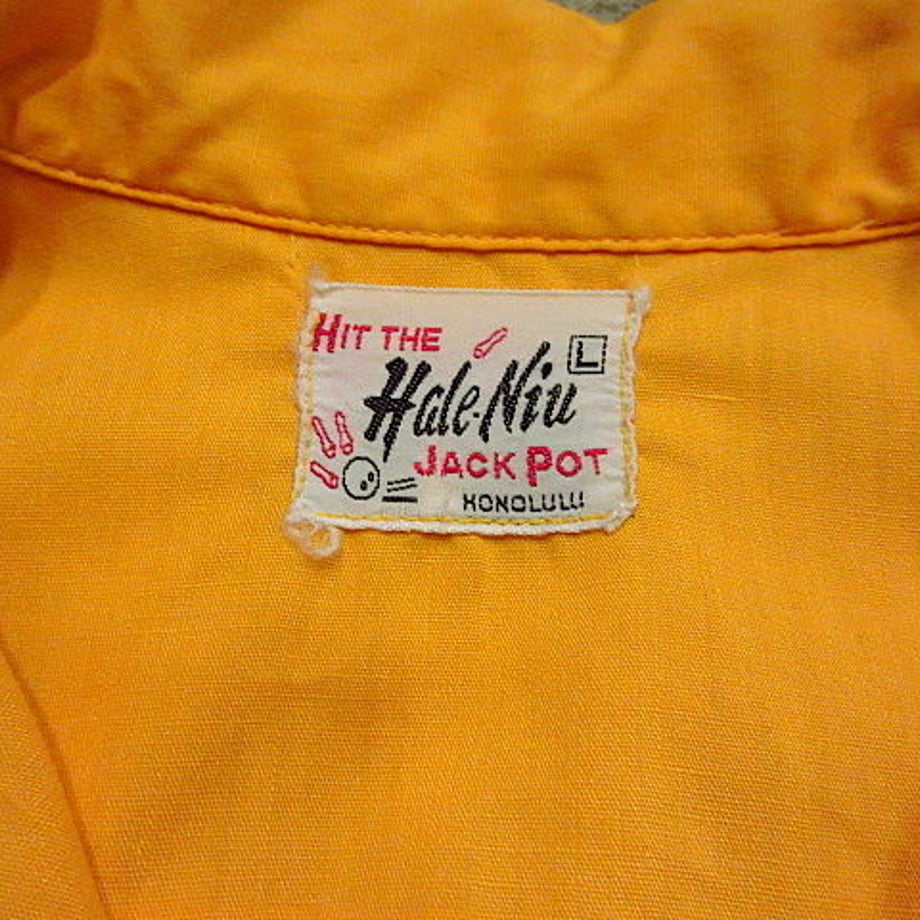 HIT THE
L
Hale-Niu
JACK POT
HONOLULU